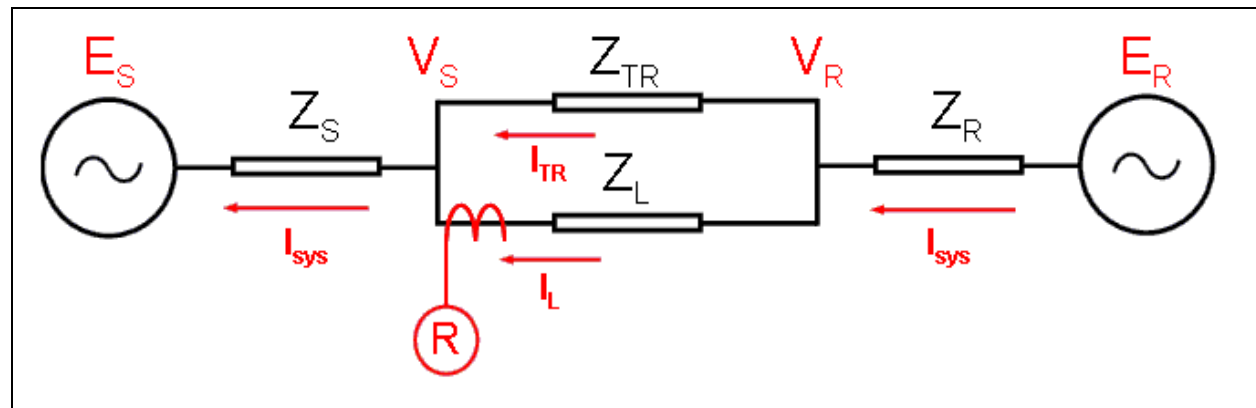 E_S V_S Z_TR V_R E_R
Z_S Z_R
I_TR
Z_L
I_sys I_sys
I_L
R